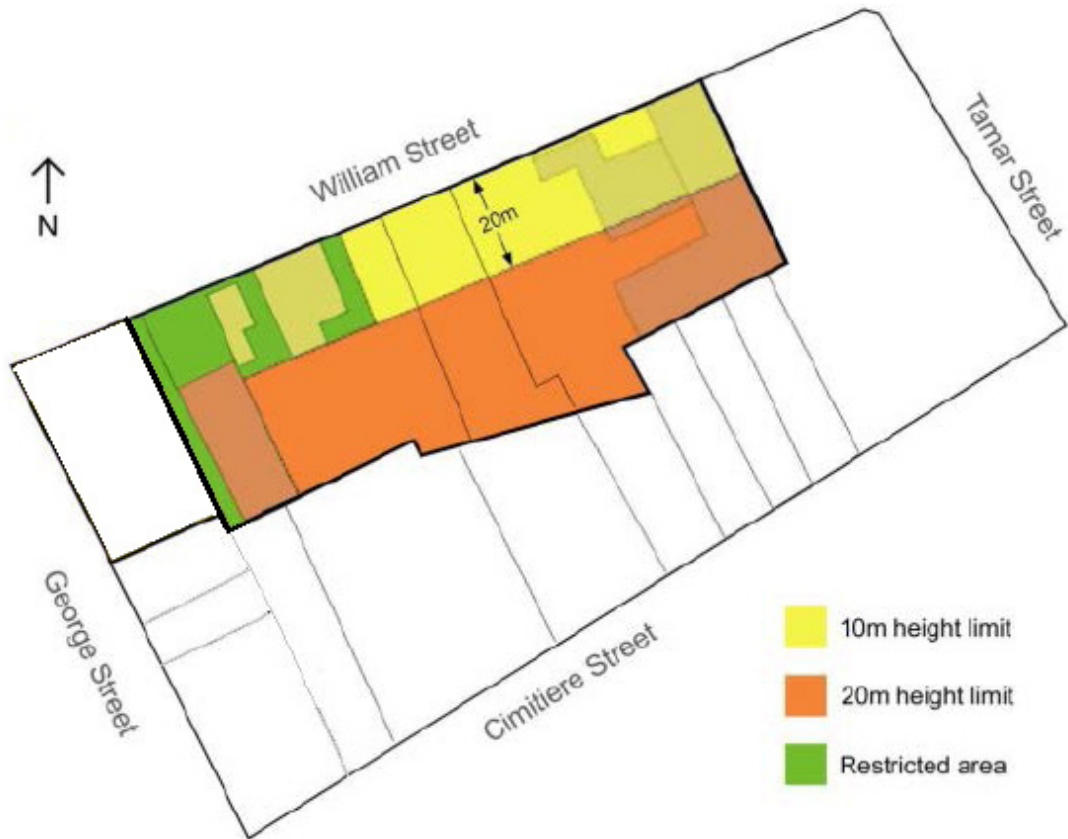 William Street
Tamar Street
N
20m
George Street
Cimitiere Street
10m height limit
20m height limit
Restricted area